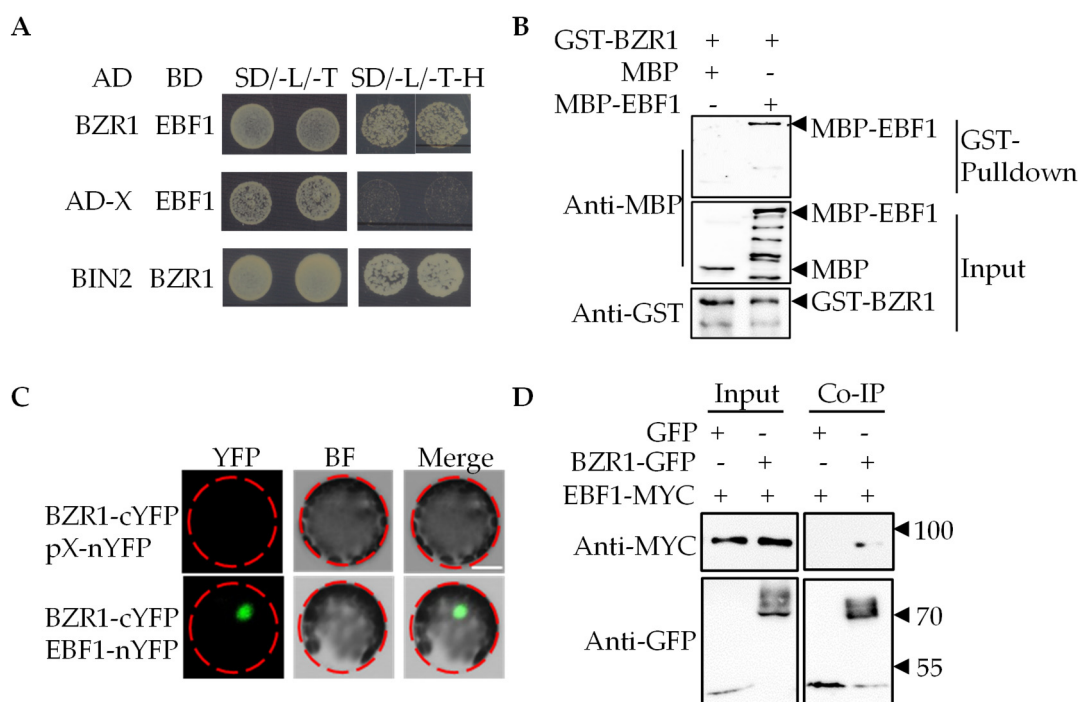 A
AD BD SD/-L/-T SD/-L/-T-H
BZR1 EBF1
AD-X EBF1
BIN2 BZR1
B
GST-BZR1 + +
MBP + -
MBP-EBF1 - +
MBP-EBF1
GST-
Pulldown
Anti-MBP
MBP-EBF1
MBP
Input
Anti-GST
GST-BZR1
C
YFP BF Merge
BZR1-cYFP
pX-nYFP
BZR1-cYFP
EBF1-nYFP
D
Input Co-IP
GFP + - + -
BZR1-GFP - + - +
EBF1-MYC + + + +
Anti-MYC
100
Anti-GFP
70
55